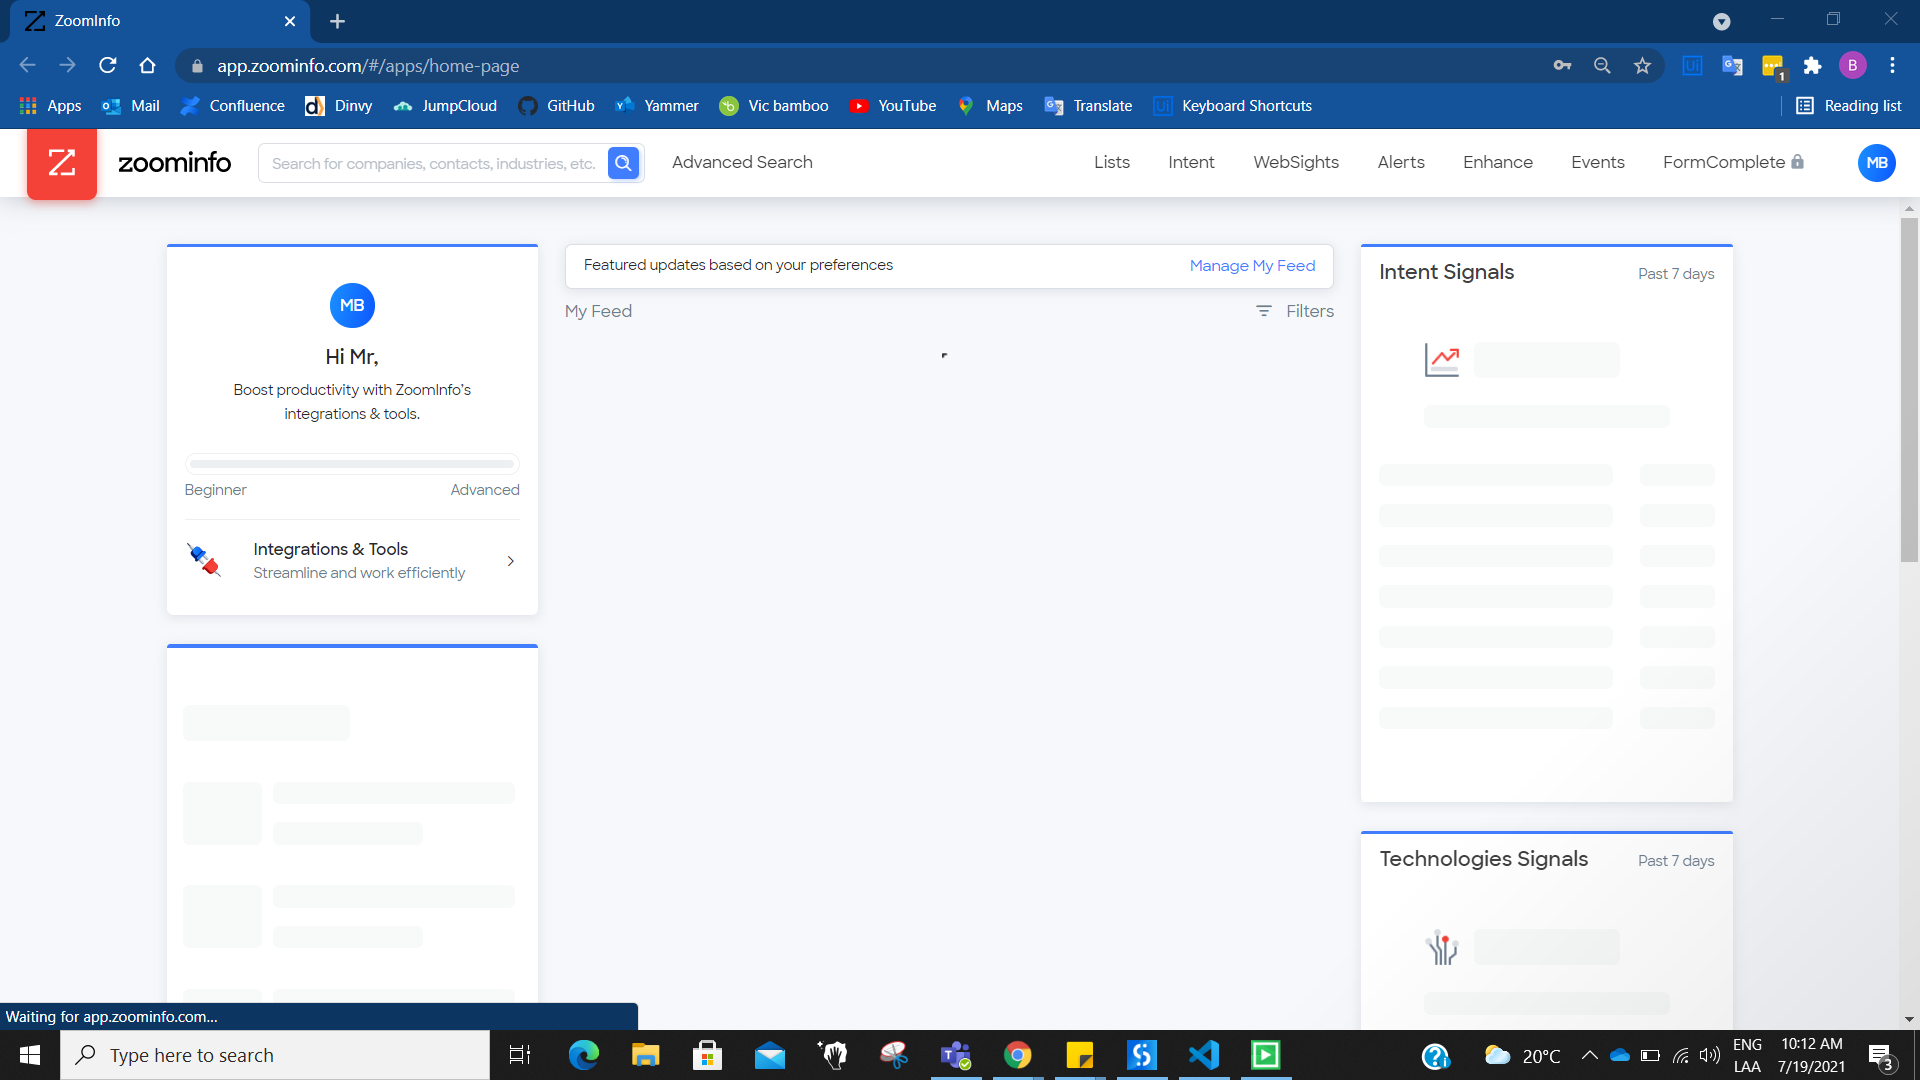 ZoomInfo
app.zoominfo.com/#/apps/home-page
B
1
Apps
Mail
Confluence
Dinvy
JumpCloud
GitHub
Yammer
Vic bamboo
YouTube
Maps
Translate
Keyboard Shortcuts
Reading list
zoominfo
Search for companies, contacts, industries, etc.
Advanced Search
Lists
Intent
WebSights
Alerts
Enhance
Events
FormComplete
MB
MB
Hi Mr,
Boost productivity with ZoomInfo's
integrations & tools.
Beginner
Advanced
Integrations & Tools
Streamline and work efficiently
Featured updates based on your preferences
Manage My Feed
My Feed
Filters
Intent Signals
Past 7 days
Technologies Signals
Past 7 days
Waiting for app.zoominfo.com...
Type here to search
20°C
ENG
LAA
10:12 AM
7/19/2021
3